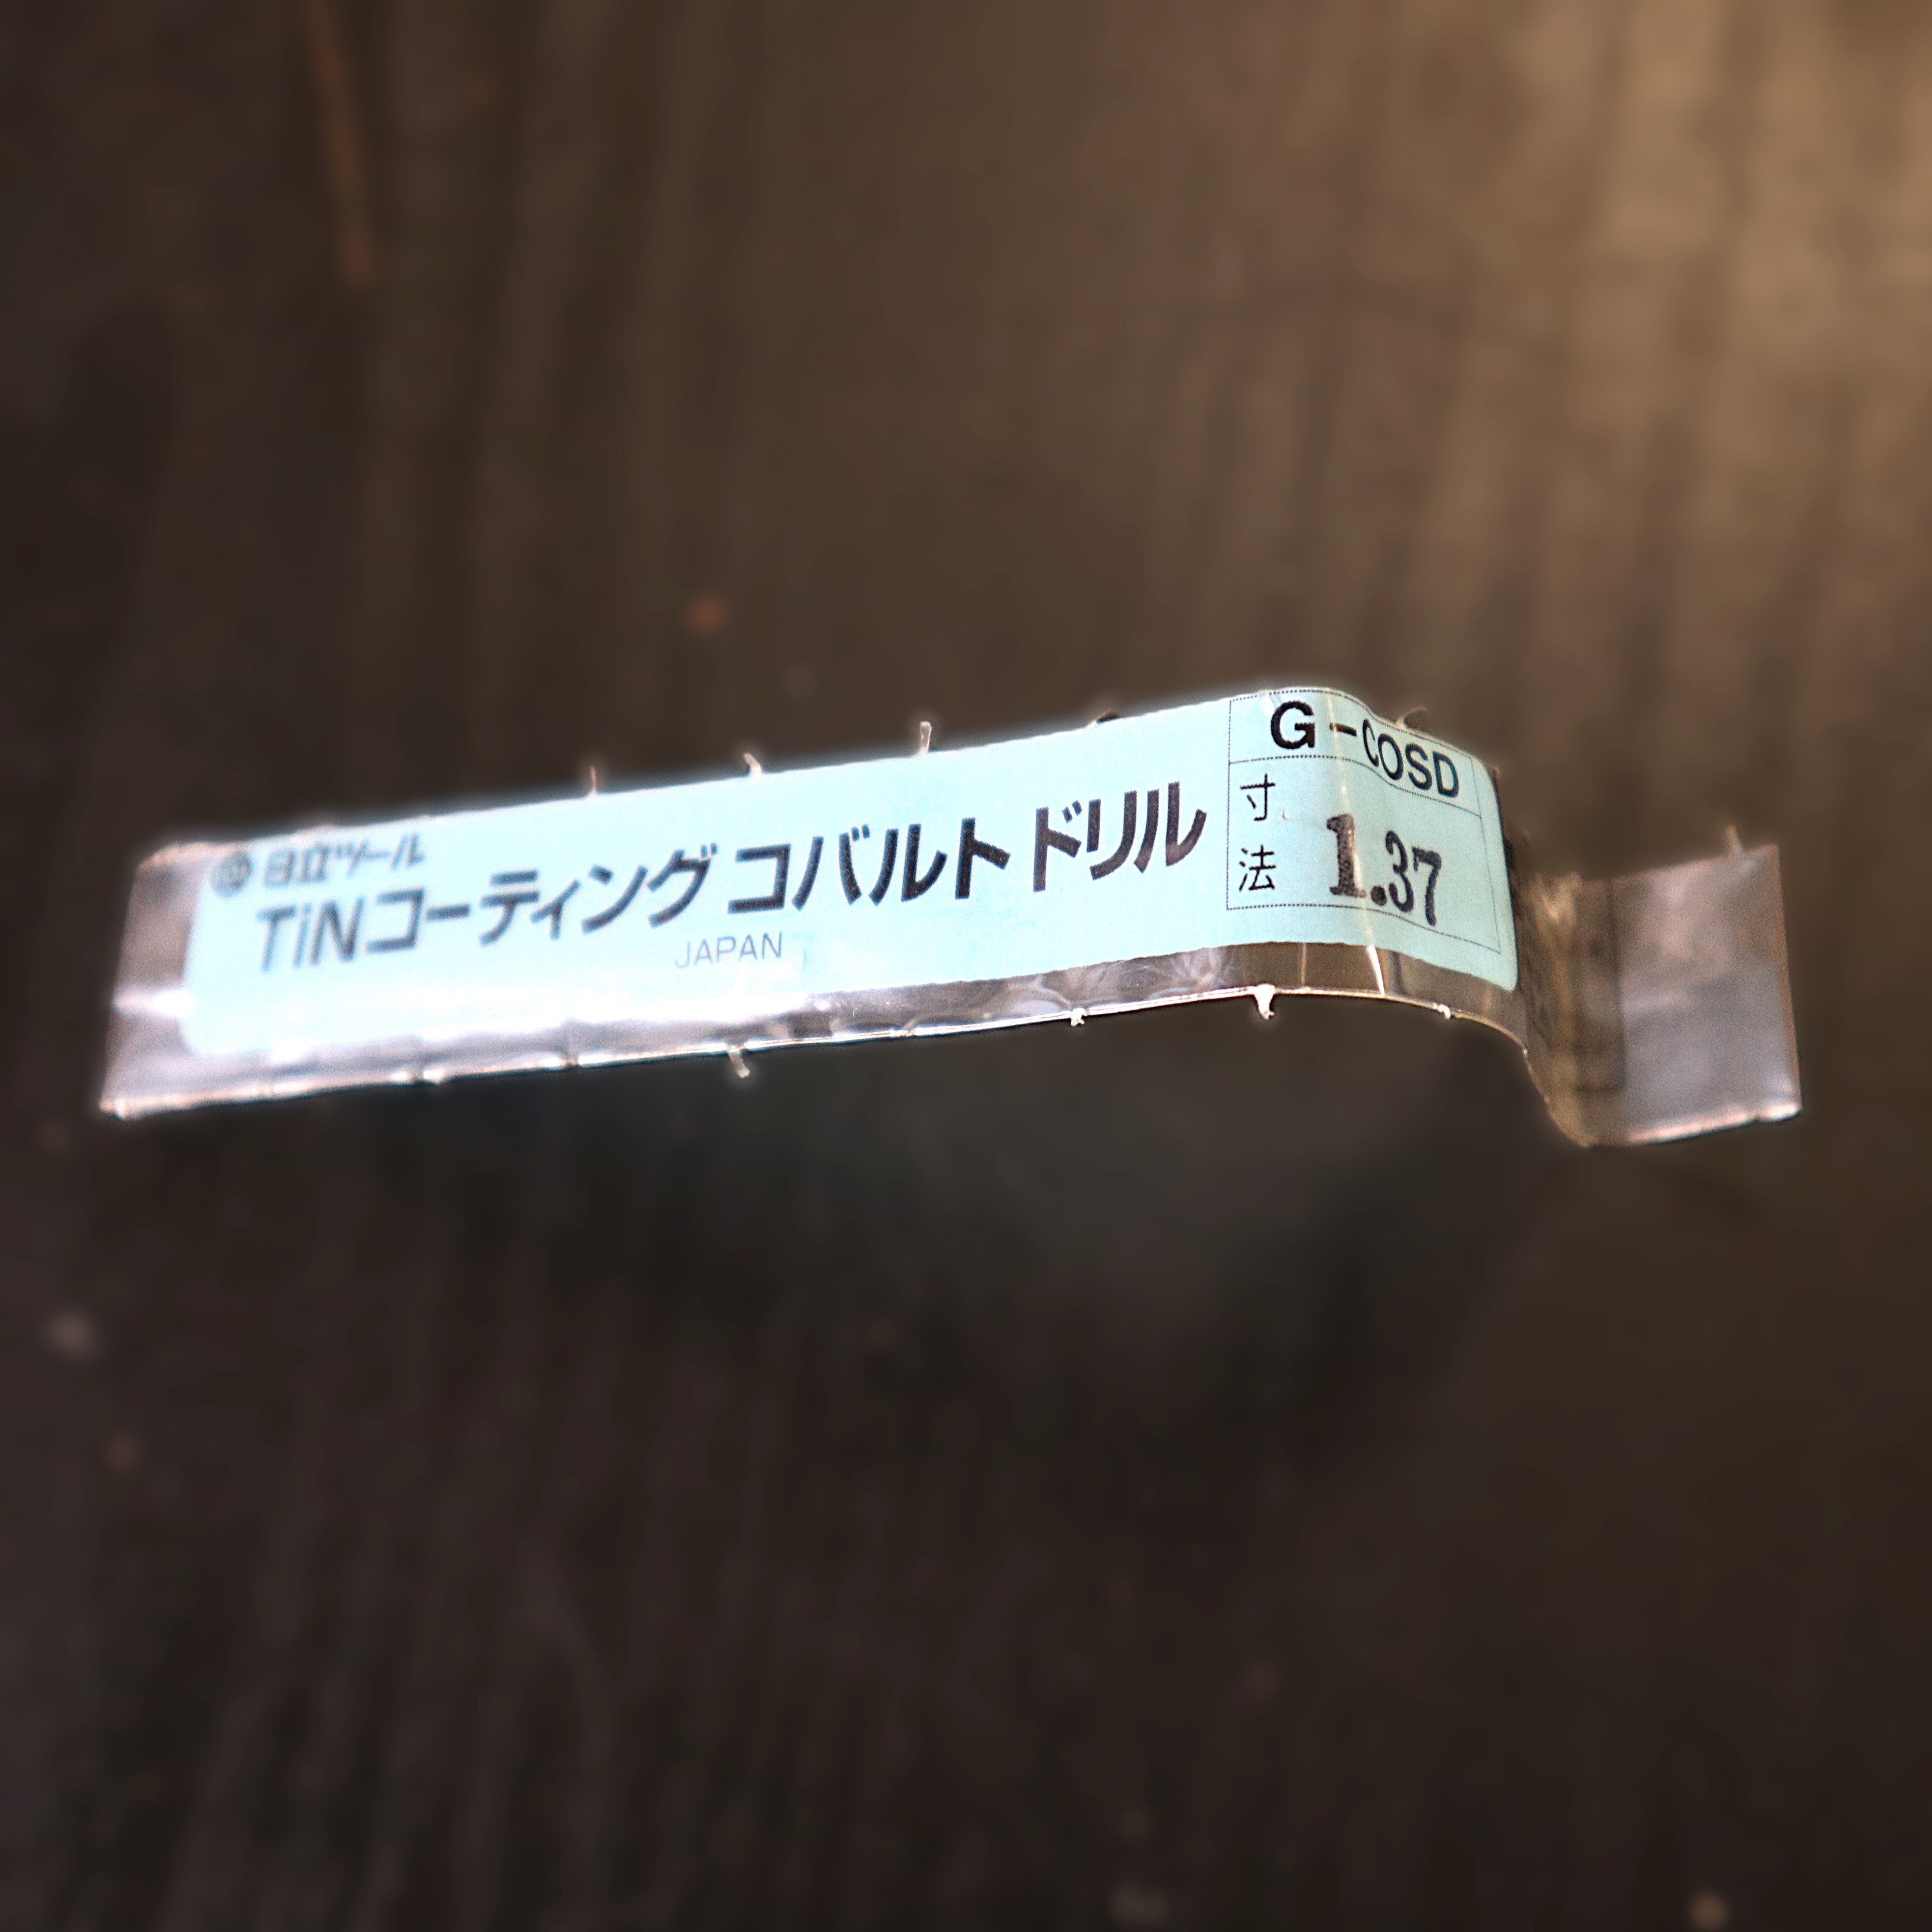 日立ツール
TiNコーティング コバルトドリル
JAPAN
G-COSD
寸法
1.37